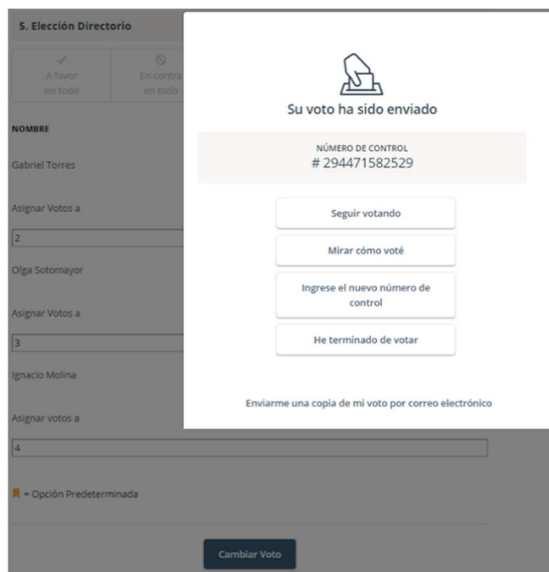 5. Elección Directorio
A favor
en todo
En contra
en todo
NOMBRE
Gabriel Torres
Asignar Votos a
2
Olga Sotomayor
Asignar Votos a
3
Ignacio Molina
Asignar votos a
4
= Opción Predeterminada
Cambiar Voto
Su voto ha sido enviado
NÚMERO DE CONTROL
# 294471582529
Seguir votando
Mirar cómo voté
Ingrese el nuevo número de
control
He terminado de votar
Enviarme una copia de mi voto por correo electrónico